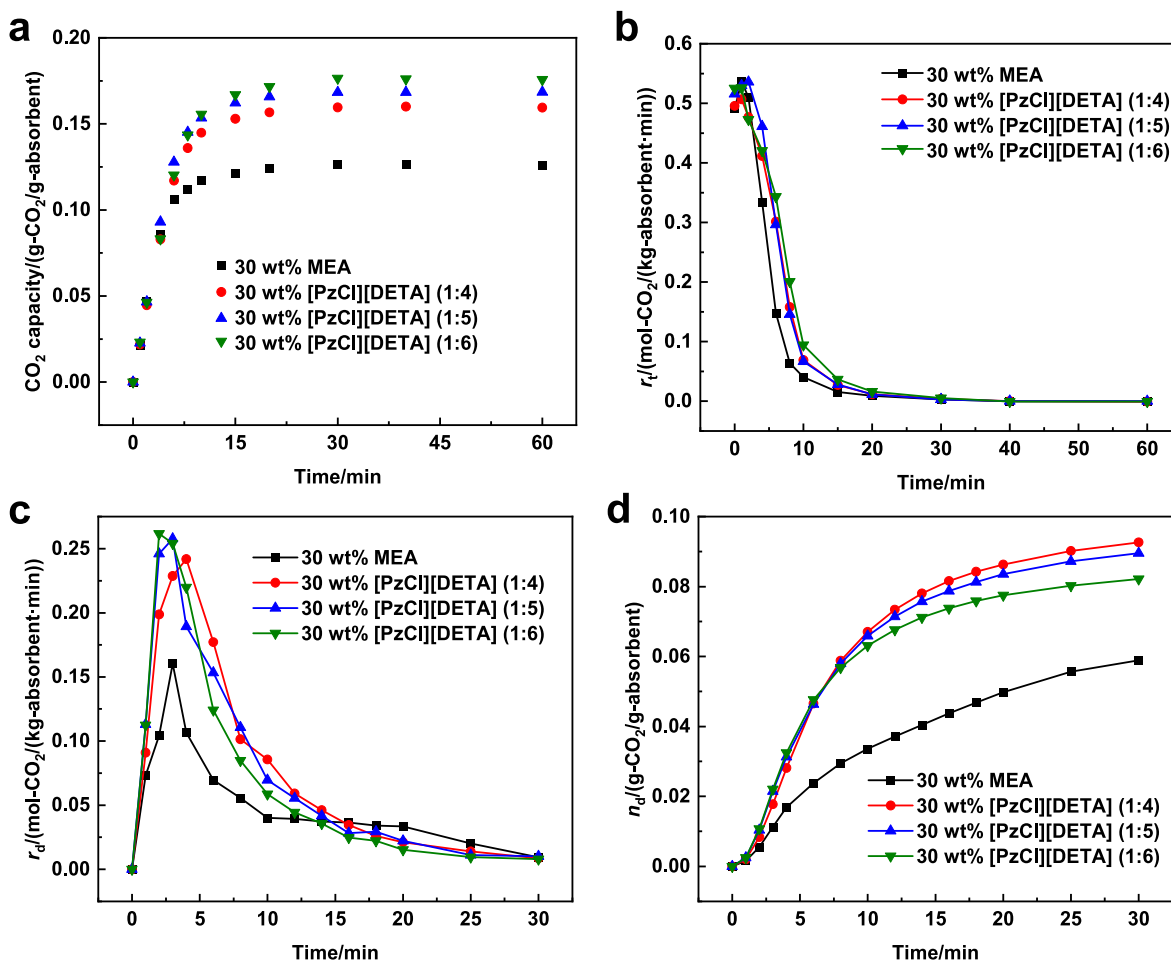 a
0.20
0.15
0.10
0.05
0.00
CO₂ capacity/(g-CO₂/g-absorbent)
30 wt% MEA
30 wt% [PzCl][DETA] (1:4)
30 wt% [PzCl][DETA] (1:5)
30 wt% [PzCl][DETA] (1:6)
0 15 30 45 60
Time/min
b
0.6
0.5
0.4
0.3
0.2
0.1
0.0
rₜ/(mol-CO₂/(kg-absorbent·min))
30 wt% MEA
30 wt% [PzCl][DETA] (1:4)
30 wt% [PzCl][DETA] (1:5)
30 wt% [PzCl][DETA] (1:6)
0 10 20 30 40 50 60
Time/min
c
0.25
0.20
0.15
0.10
0.05
0.00
r_d/(mol-CO₂/(kg-absorbent·min))
30 wt% MEA
30 wt% [PzCl][DETA] (1:4)
30 wt% [PzCl][DETA] (1:5)
30 wt% [PzCl][DETA] (1:6)
0 5 10 15 20 25 30
Time/min
d
0.10
0.08
0.06
0.04
0.02
0.00
n_d/(g-CO₂/g-absorbent)
30 wt% MEA
30 wt% [PzCl][DETA] (1:4)
30 wt% [PzCl][DETA] (1:5)
30 wt% [PzCl][DETA] (1:6)
0 5 10 15 20 25 30
Time/min